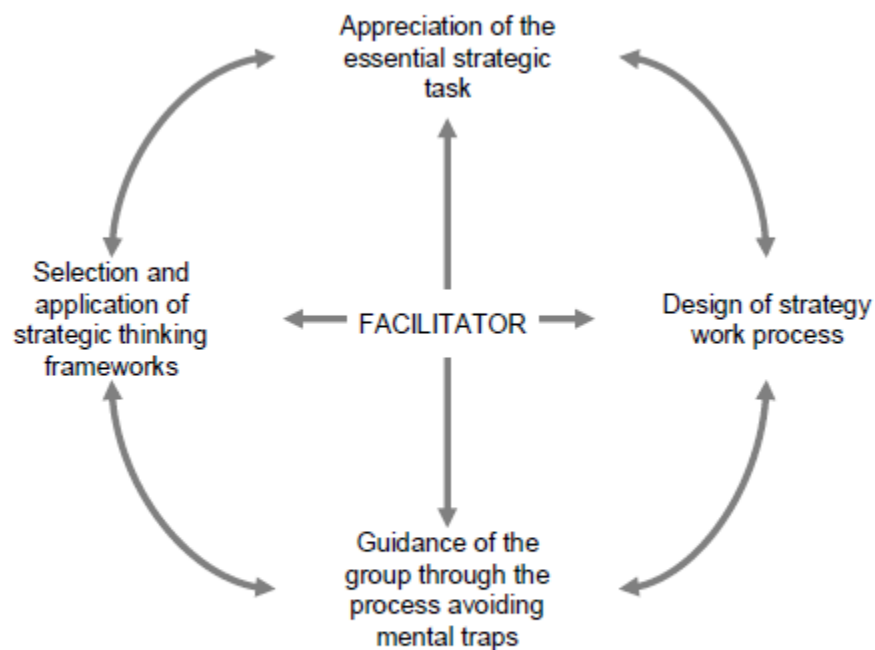 Appreciation of the
essential strategic
task
Selection and
application of
strategic thinking
frameworks
FACILITATOR
Design of strategy
work process
Guidance of the
group through the
process avoiding
mental traps